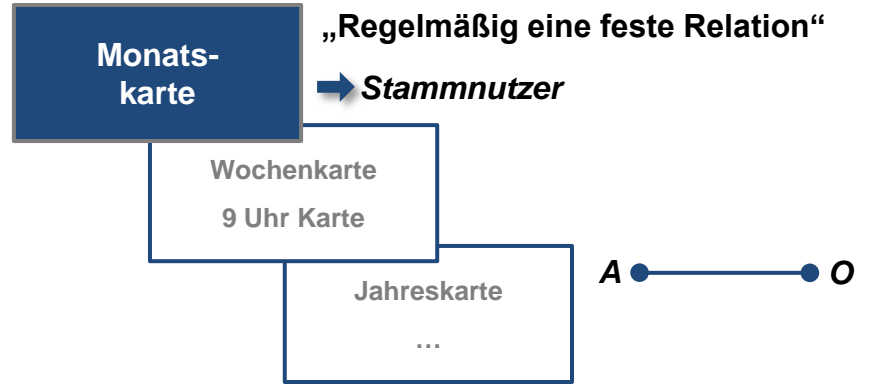 „Regelmäßig eine feste Relation“
Monats-
karte
Stammnutzer
Wochenkarte
9 Uhr Karte
Jahreskarte
…
A
O